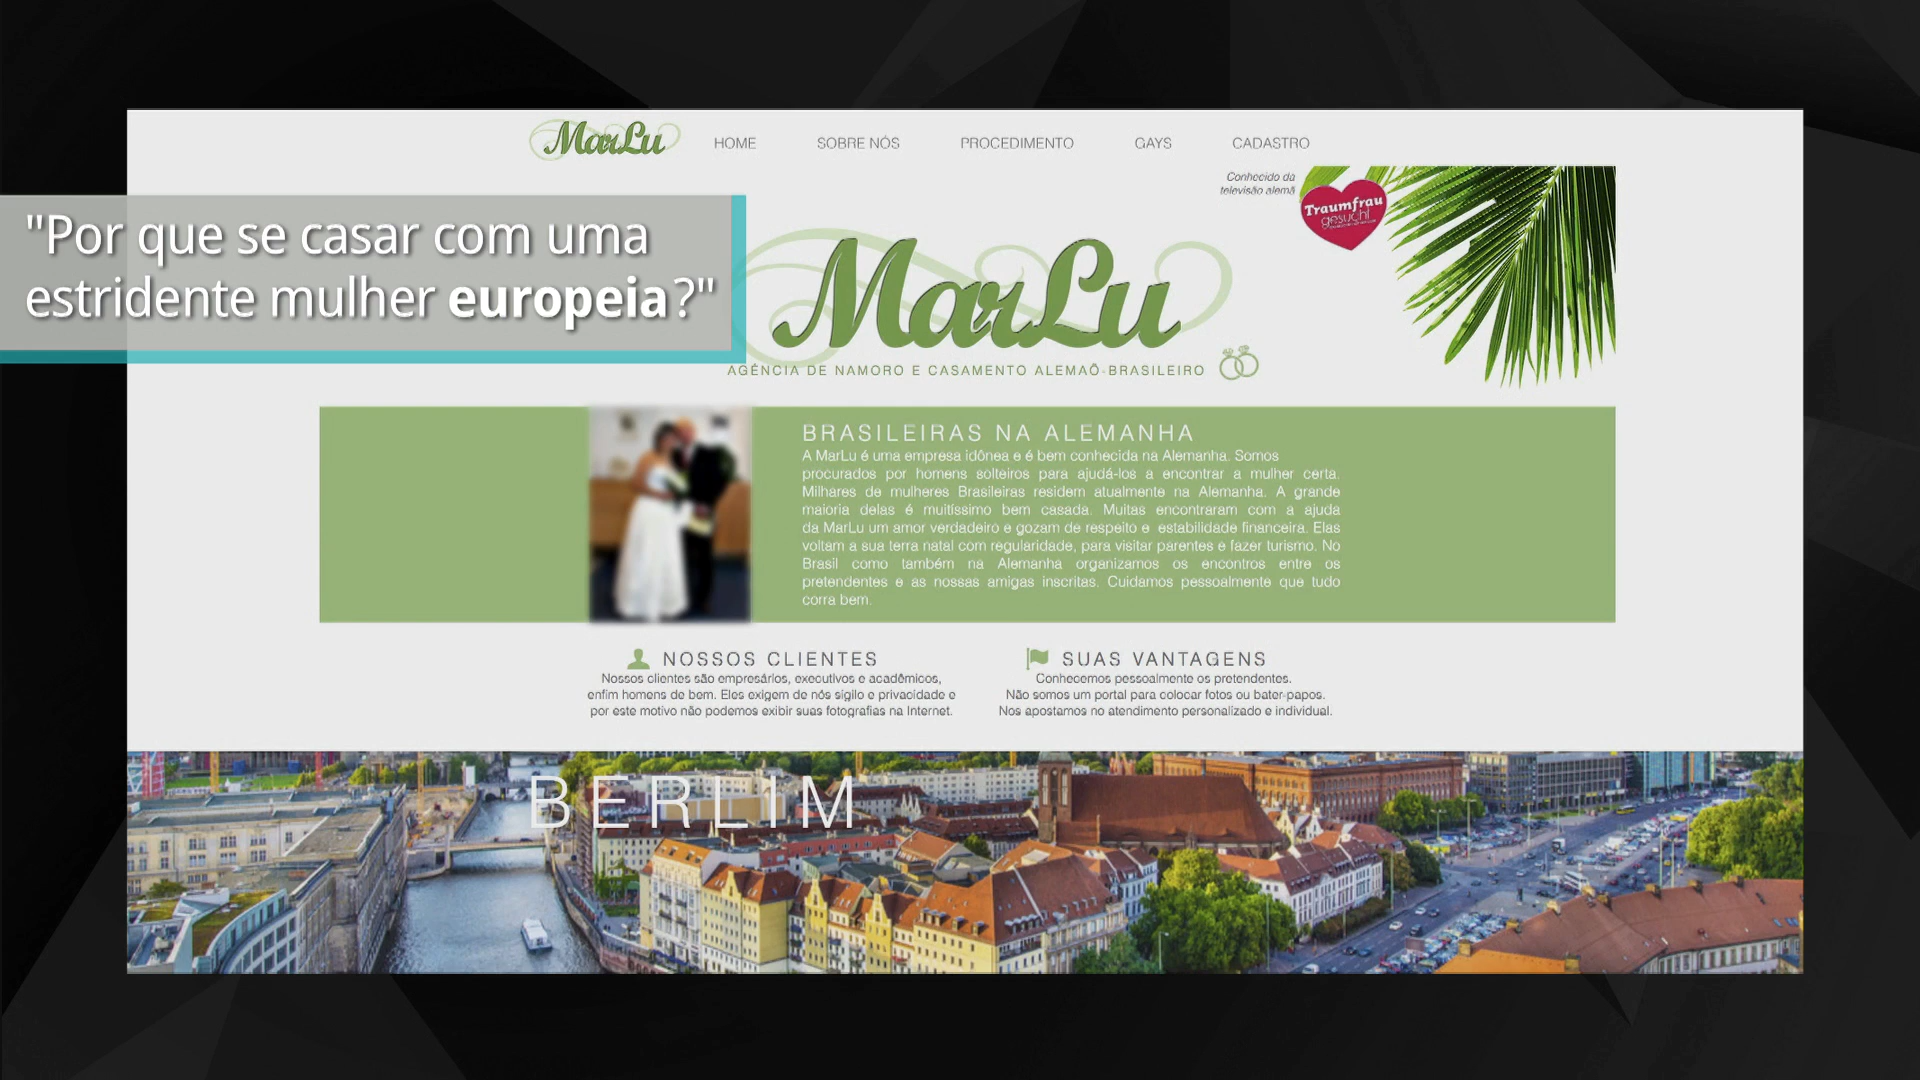 MarLu
HOME
SOBRE NÓS
PROCEDIMENTO
GAYS
CADASTRO
Conhecido da
televisão alemã
Traumfrau
gesucht
"Por que se casar com uma
estridente mulher europeia?"
MarLu
AGÊNCIA DE NAMORO E CASAMENTO ALEMAÕ-BRASILEIRO
BRASILEIRAS NA ALEMANHA
A MarLu é uma empresa idônea e é bem conhecida na Alemanha. Somos
procurados por homens solteiros para ajudá-los a encontrar a mulher certa.
Milhares de mulheres Brasileiras residem atualmente na Alemanha. A grande
maioria delas é muitíssimo bem casada. Muitas encontraram com a ajuda
da MarLu um amor verdadeiro e gozam de respeito e estabilidade financeira. Elas
voltam a sua terra natal com regularidade, para visitar parentes e fazer turismo. No
Brasil como também na Alemanha organizamos os encontros entre os
pretendentes e as nossas amigas inscritas. Cuidamos pessoalmente que tudo
corra bem.
NOSSOS CLIENTES
Nossos clientes são empresários, executivos e acadêmicos,
enfim homens de bem. Eles exigem de nós sigilo e privacidade e
por este motivo não podemos exibir suas fotografias na Internet.
SUAS VANTAGENS
Conhecemos pessoalmente os pretendentes.
Não somos um portal para colocar fotos ou bater-papos.
Nos apostamos no atendimento personalizado e individual.
BERLIM